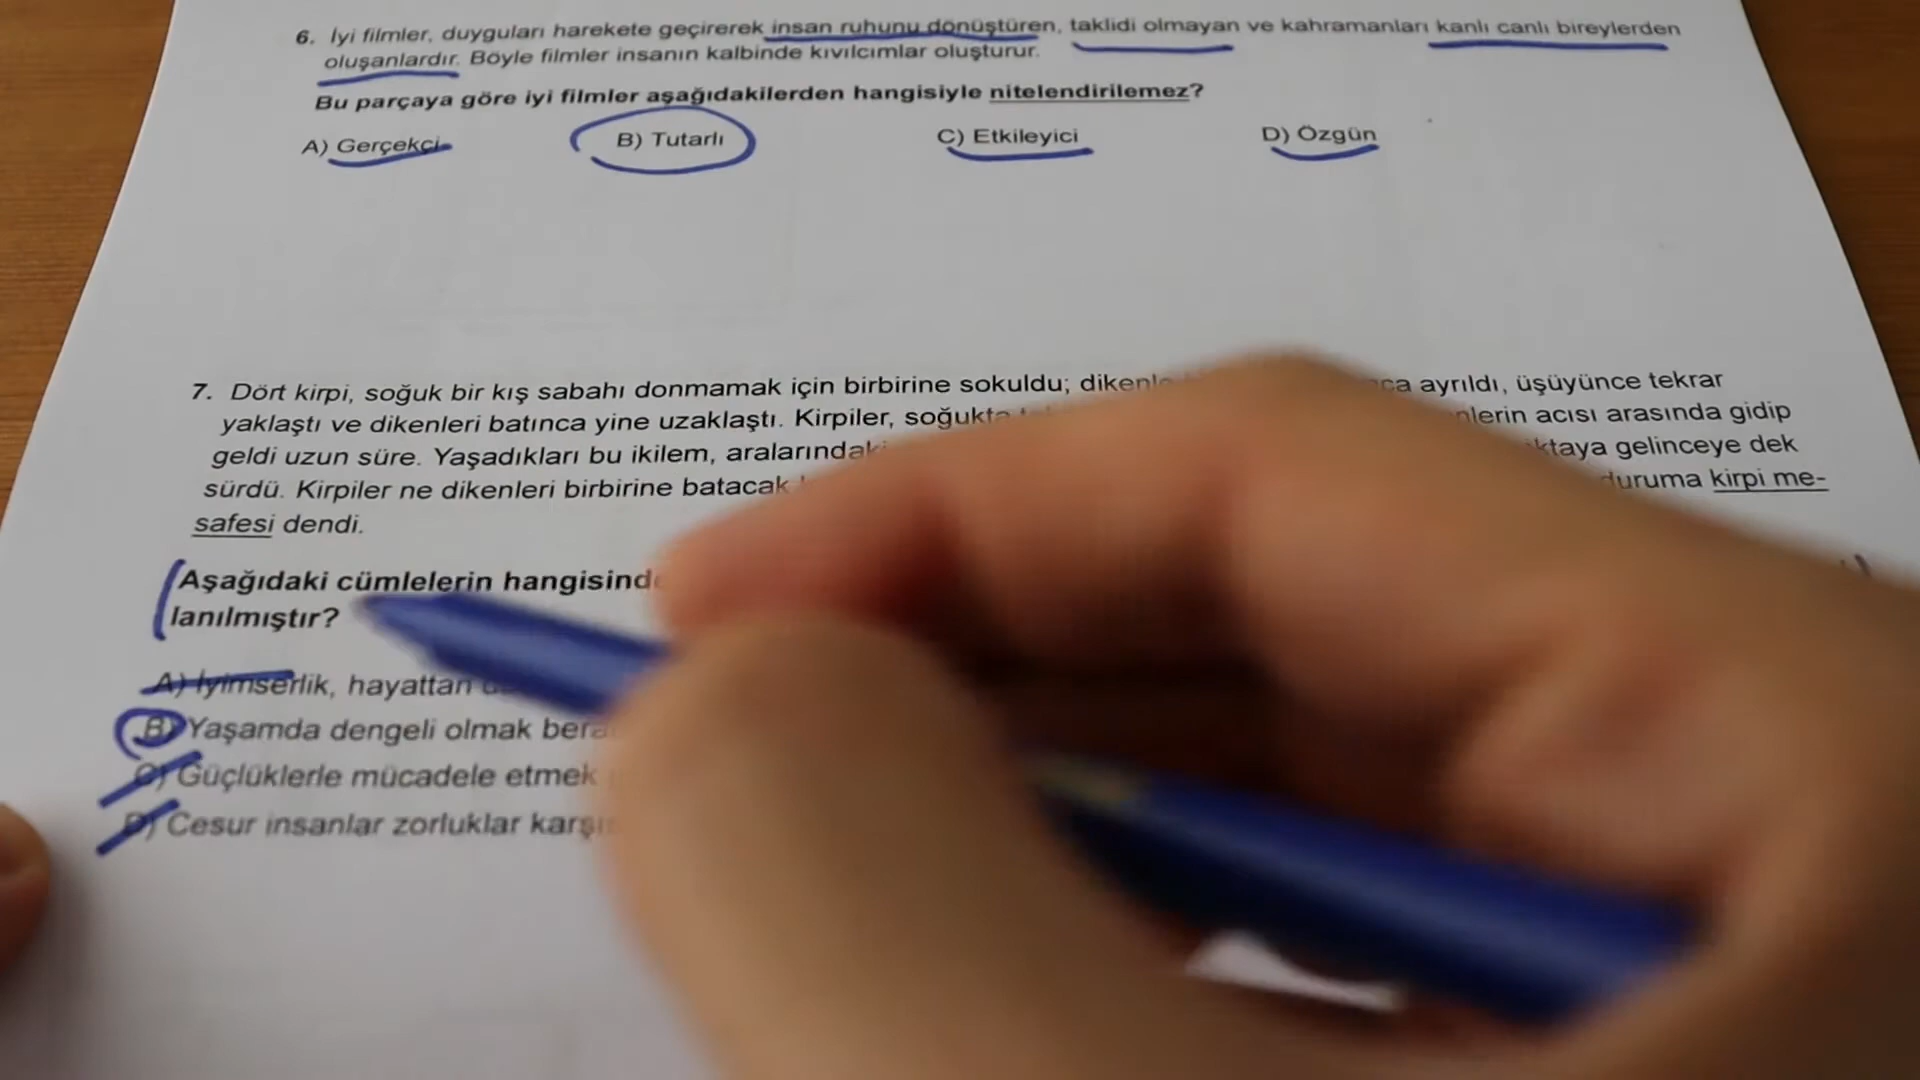 6. İyi filmler, duyguları harekete geçirerek insan ruhunu dönüştüren, taklidi olmayan ve kahramanları kanlı canlı bireylerden
oluşanlardır. Böyle filmler insanın kalbinde kıvılcımlar oluşturur.
Bu parçaya göre iyi filmler aşağıdakilerden hangisiyle nitelendirilemez?
A) Gerçekçi B) Tutarlı C) Etkileyici D) Özgün
7. Dört kirpi, soğuk bir kış sabahı donmamak için birbirine sokuldu; ayrıldı, üşüyünce tekrar
yaklaştı ve dikenleri batınca yine uzaklaştı. Kirpiler, acısı arasında gidip
geldi uzun süre. Yaşadıkları bu ikilem, gelinceye dek
sürdü. Kirpiler ne dikenleri birbirine batacak duruma kirpi me-
safesi dendi.
Aşağıdaki cümlelerin
lanılmıştır?
A) İyimserlik, hayattan
B) Yaşamda dengeli olmak
C) Güçlüklerle mücadele etmek
D) Cesur insanlar zorluklar